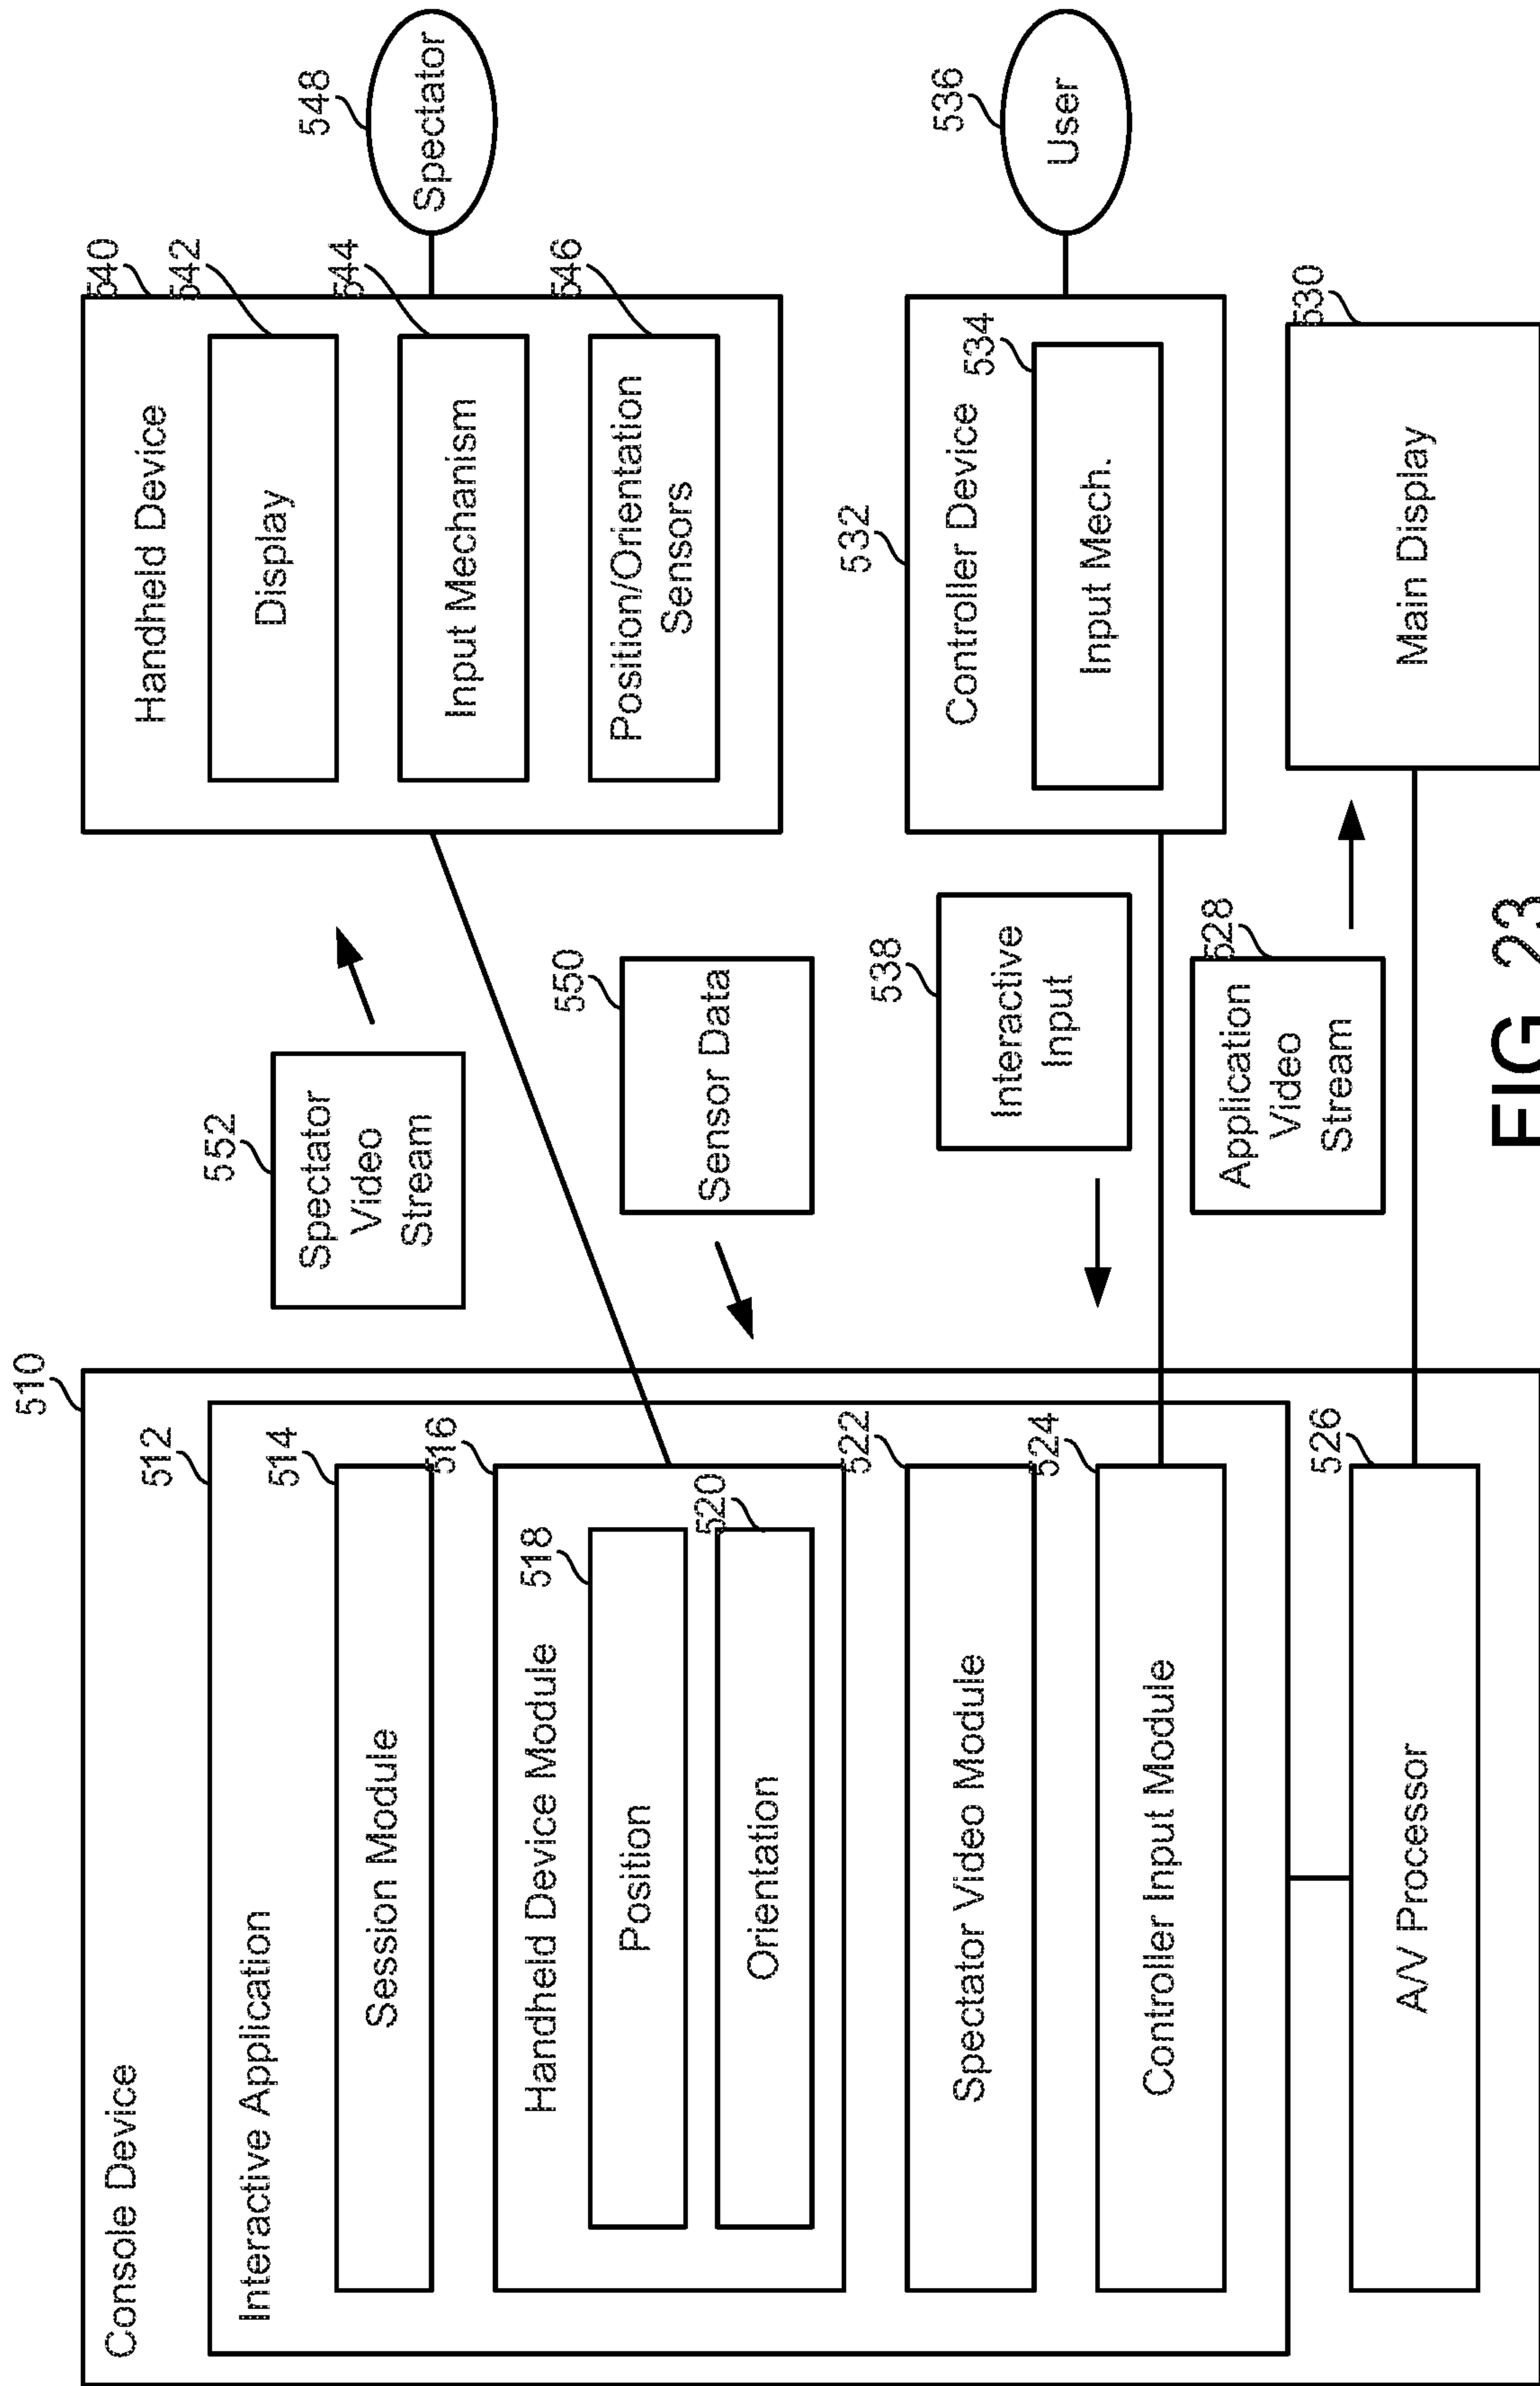 510
Console Device
512
Interactive Application
514
Session Module
516
Handheld Device Module
518
Position
520
Orientation
522
Spectator Video Module
524
Controller Input Module
526
A/V Processor
552
Spectator
Video
Stream
550
Sensor Data
538
Interactive
Input
528
Application
Video
Stream
540
Handheld Device
542
Display
544
Input Mechanism
546
Position/Orientation
Sensors
548
Spectator
532
Controller Device
534
Input Mech.
536
User
530
Main Display
FIG. 23